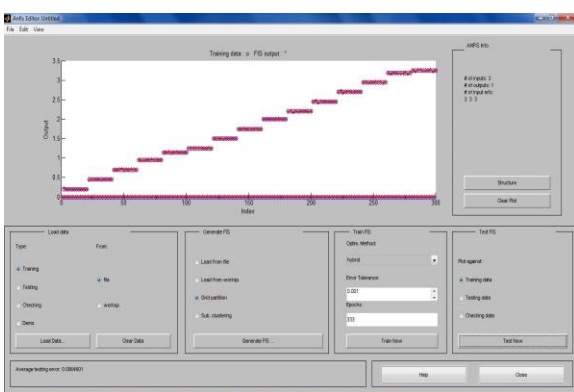 Anfis Editor Untitled
File Edit View
Training data : o FIS output : *
3.5
3
2.5
2
1.5
1
0.5
0
Output
0 50 100 150 200 250 300
Index
ANFIS Info.
# of inputs: 3
# of outputs: 1
# of input mfs:
3 3 3
Structure
Clear Plot
Load data
Type:
From:
Training
Testing
Checking
Demo
file
worksp.
Load Data...
Clear Data
Generate FIS
Load from file
Load from worksp.
Grid partition
Sub. clustering
Generate FIS ...
Train FIS
Optim. Method:
hybrid
Error Tolerance:
0.001
Epochs:
333
Train Now
Test FIS
Plot against:
Training data
Testing data
Checking data
Test Now
Average testing error:
Help
Close